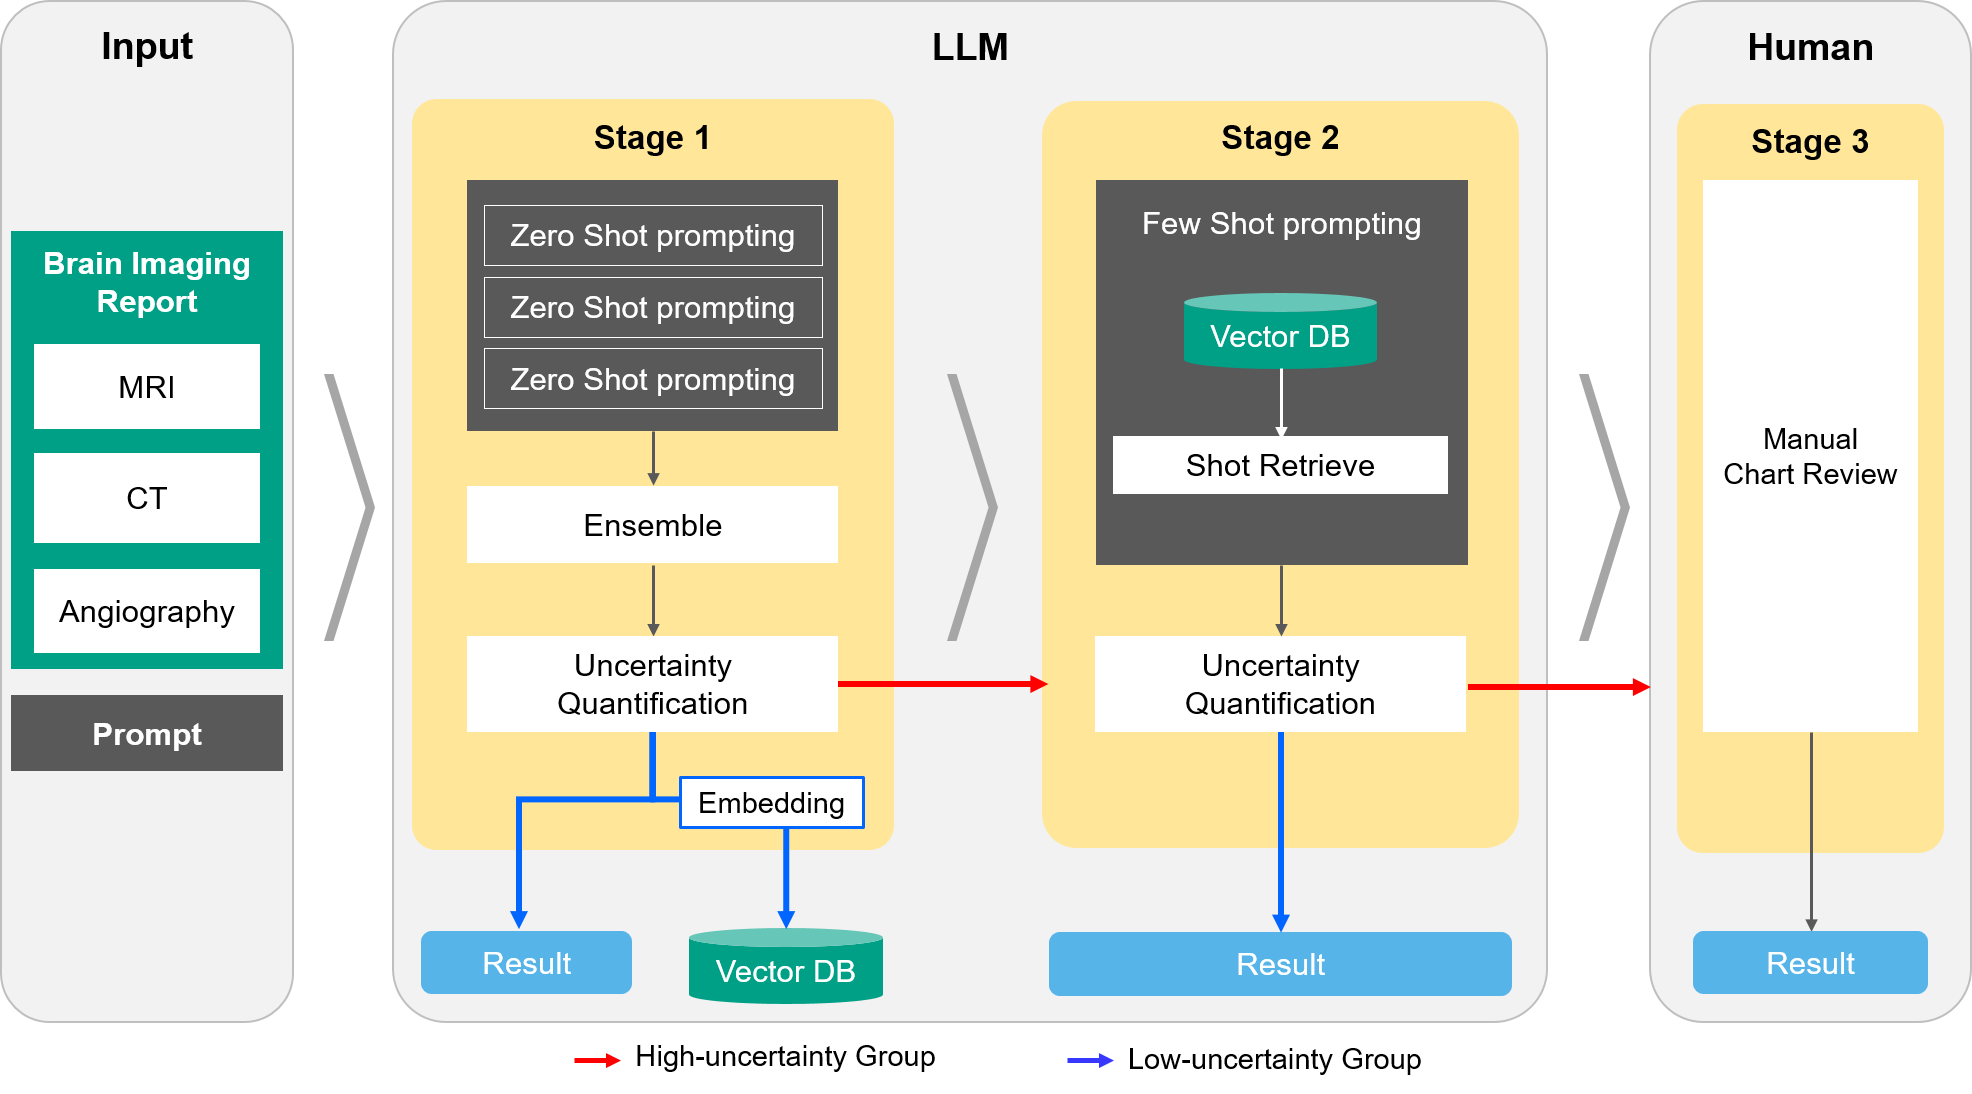 Input
Brain Imaging
Report
MRI
CT
Angiography
Prompt
LLM
Stage 1
Zero Shot prompting
Zero Shot prompting
Zero Shot prompting
Ensemble
Uncertainty
Quantification
Embedding
Result
Vector DB
Stage 2
Few Shot prompting
Vector DB
Shot Retrieve
Uncertainty
Quantification
Result
Human
Stage 3
Manual
Chart Review
Result
High-uncertainty Group
Low-uncertainty Group